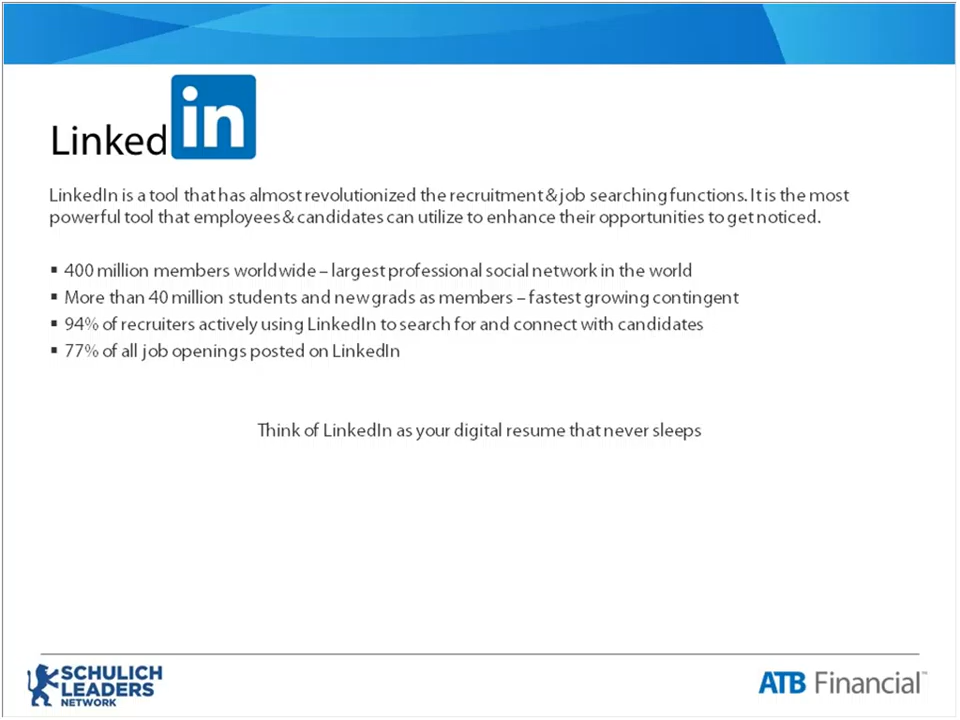 Linked in
LinkedIn is a tool that has almost revolutionized the recruitment & job searching functions. It is the most
powerful tool that employees & candidates can utilize to enhance their opportunities to get noticed.
▪ 400 million members worldwide – largest professional social network in the world
▪ More than 40 million students and new grads as members – fastest growing contingent
▪ 94% of recruiters actively using LinkedIn to search for and connect with candidates
▪ 77% of all job openings posted on LinkedIn
Think of LinkedIn as your digital resume that never sleeps
SCHULICH
LEADERS
NETWORK
ATB Financial™